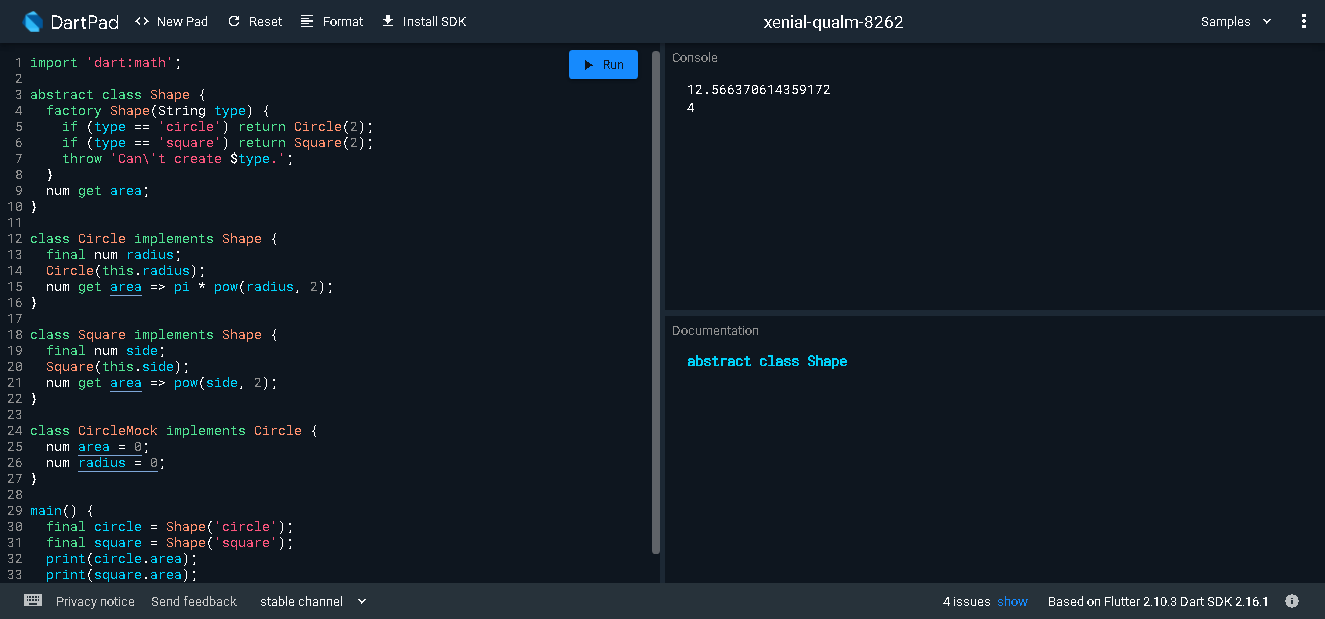 DartPad <> New Pad Reset Format Install SDK xenial-qualm-8262 Samples
Run
1 import 'dart:math';
2
3 abstract class Shape {
4   factory Shape(String type) {
5     if (type == 'circle') return Circle(2);
6     if (type == 'square') return Square(2);
7     throw 'Can\'t create $type.';
8   }
9   num get area;
10 }
11
12 class Circle implements Shape {
13   final num radius;
14   Circle(this.radius);
15   num get area => pi * pow(radius, 2);
16 }
17
18 class Square implements Shape {
19   final num side;
20   Square(this.side);
21   num get area => pow(side, 2);
22 }
23
24 class CircleMock implements Circle {
25   num area = 0;
26   num radius = 0;
27 }
28
29 main() {
30   final circle = Shape('circle');
31   final square = Shape('square');
32   print(circle.area);
33   print(square.area);
Console
12.566370614359172
4
Documentation
abstract class Shape
Privacy notice Send feedback stable channel 4 issues show Based on Flutter 2.10.3 Dart SDK 2.16.1